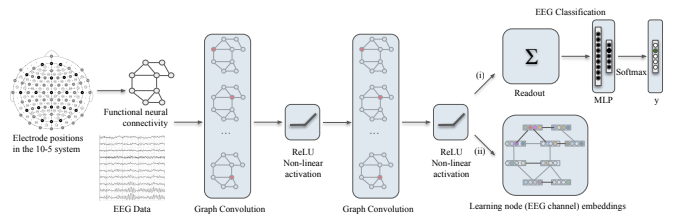 EEG Classification
(i)
Σ
Readout
MLP
Softmax
y
Functional neural
connectivity
Electrode positions
in the 10-5 system
EEG Data
...
...
Graph Convolution
ReLU
Non-linear
activation
...
...
Graph Convolution
ReLU
Non-linear
activation
(ii)
Learning node (EEG channel) embeddings